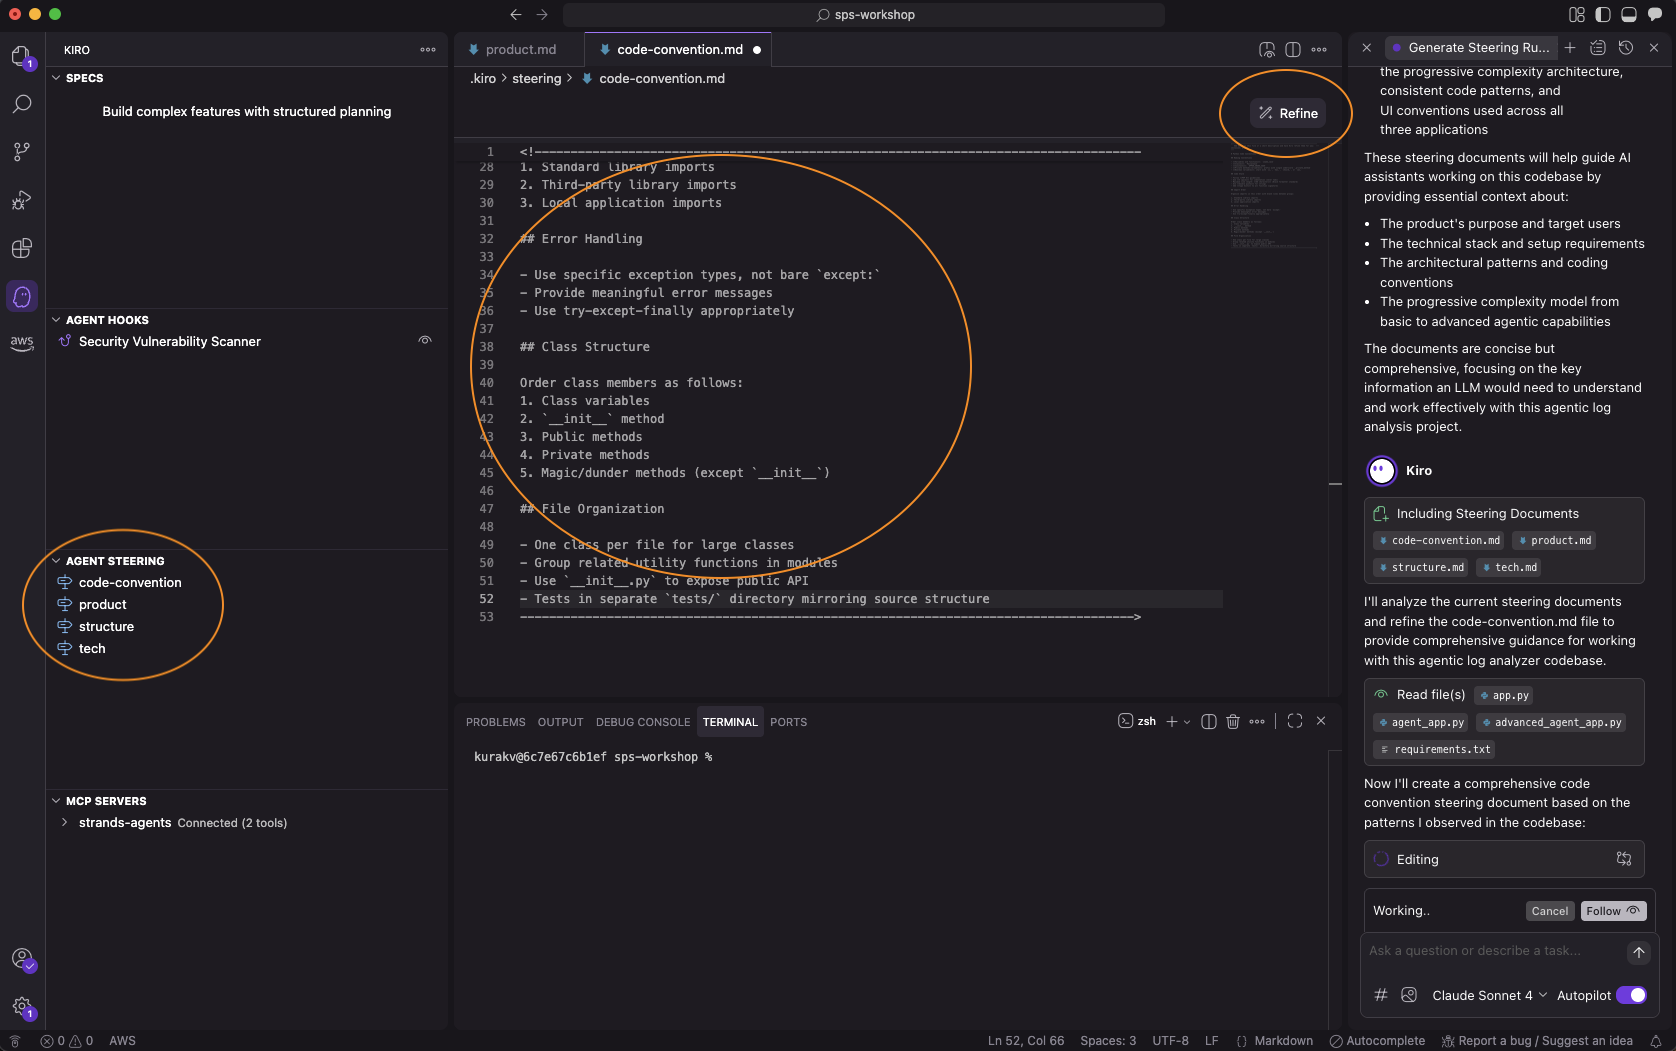 sps-workshop
1
KIRO
SPECS
Build complex features with structured planning
AGENT HOOKS
Security Vulnerability Scanner
aws
AGENT STEERING
code-convention
product
structure
tech
MCP SERVERS
strands-agents Connected (2 tools)
1
product.md
code-convention.md
.kiro > steering > code-convention.md
Refine
1 <!--------------------------------------------------------------------------------------
28 1. Standard library imports
29 2. Third-party library imports
30 3. Local application imports
31
32 ## Error Handling
33
34 - Use specific exception types, not bare `except:`
35 - Provide meaningful error messages
36 - Use try-except-finally appropriately
37
38 ## Class Structure
39
40 Order class members as follows:
41 1. Class variables
42 2. `__init__` method
43 3. Public methods
44 4. Private methods
45 5. Magic/dunder methods (except `__init__`)
46
47 ## File Organization
48
49 - One class per file for large classes
50 - Group related utility functions in modules
51 - Use `__init__.py` to expose public API
52 - Tests in separate `tests/` directory mirroring source structure
53 ------------------------------------------------------------------------------------->
PROBLEMS OUTPUT DEBUG CONSOLE TERMINAL PORTS
zsh
kurakv@6c7e67c6b1ef sps-workshop %
Generate Steering Ru...
the progressive complexity architecture,
consistent code patterns, and
UI conventions used across all
three applications
These steering documents will help guide AI
assistants working on this codebase by
providing essential context about:
• The product's purpose and target users
• The technical stack and setup requirements
• The architectural patterns and coding
conventions
• The progressive complexity model from
basic to advanced agentic capabilities
The documents are concise but
comprehensive, focusing on the key
information an LLM would need to understand
and work effectively with this agentic log
analysis project.
Kiro
Including Steering Documents
code-convention.md product.md
structure.md tech.md
I'll analyze the current steering documents
and refine the code-convention.md file to
provide comprehensive guidance for working
with this agentic log analyzer codebase.
Read file(s) app.py
agent_app.py advanced_agent_app.py
requirements.txt
Now I'll create a comprehensive code
convention steering document based on the
patterns I observed in the codebase:
Editing
Working..
Cancel Follow
Ask a question or describe a task...
# Claude Sonnet 4 Autopilot
0 0 AWS
Ln 52, Col 66 Spaces: 3 UTF-8 LF {} Markdown Autocomplete Report a bug / Suggest an idea